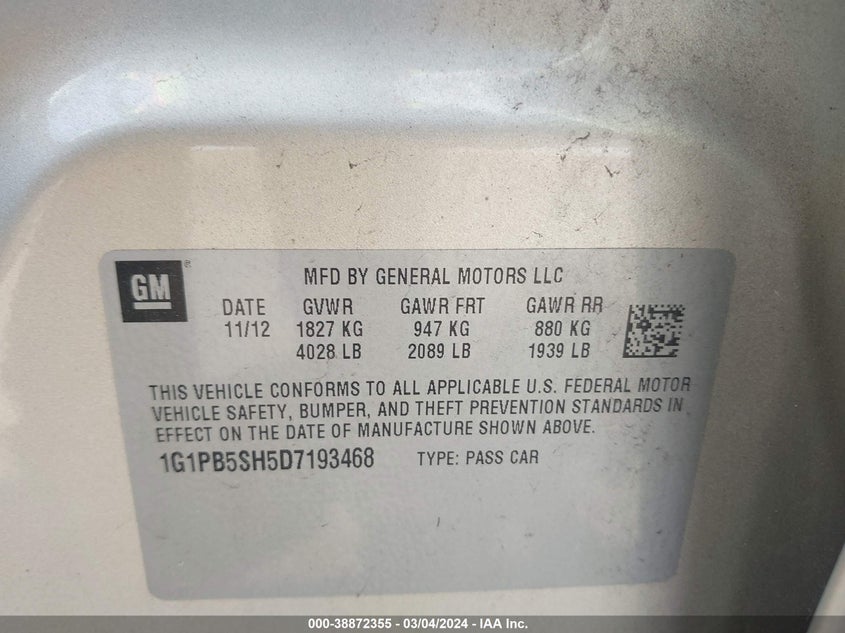 GM ®
MFD BY GENERAL MOTORS LLC
DATE GVWR GAWR FRT GAWR RR
11/12 1827 KG 947 KG 880 KG
4028 LB 2089 LB 1939 LB
THIS VEHICLE CONFORMS TO ALL APPLICABLE U.S. FEDERAL MOTOR
VEHICLE SAFETY, BUMPER, AND THEFT PREVENTION STANDARDS IN
EFFECT ON THE DATE OF MANUFACTURE SHOWN ABOVE.
1G1PB5SH5D7193468 TYPE: PASS CAR
000-38872355 - 03/04/2024 - IAA Inc.